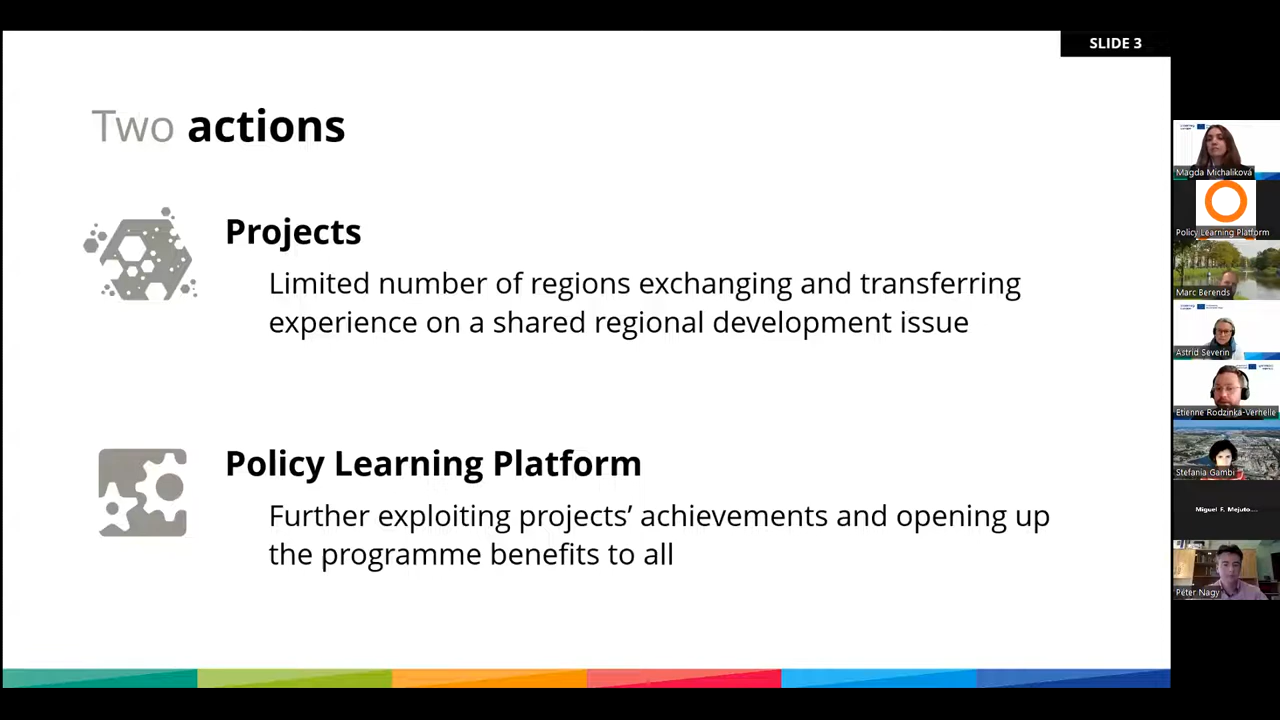 SLIDE 3
Two actions
Projects
Limited number of regions exchanging and transferring
experience on a shared regional development issue
Policy Learning Platform
Further exploiting projects’ achievements and opening up
the programme benefits to all
Magda Michaliková
Policy Learning Platform
Marc Berends
Astrid Severin
Etienne Rodzinka-Verhelle
Stefania Gambi
Miguel F. Mejuto...
Péter Nagy